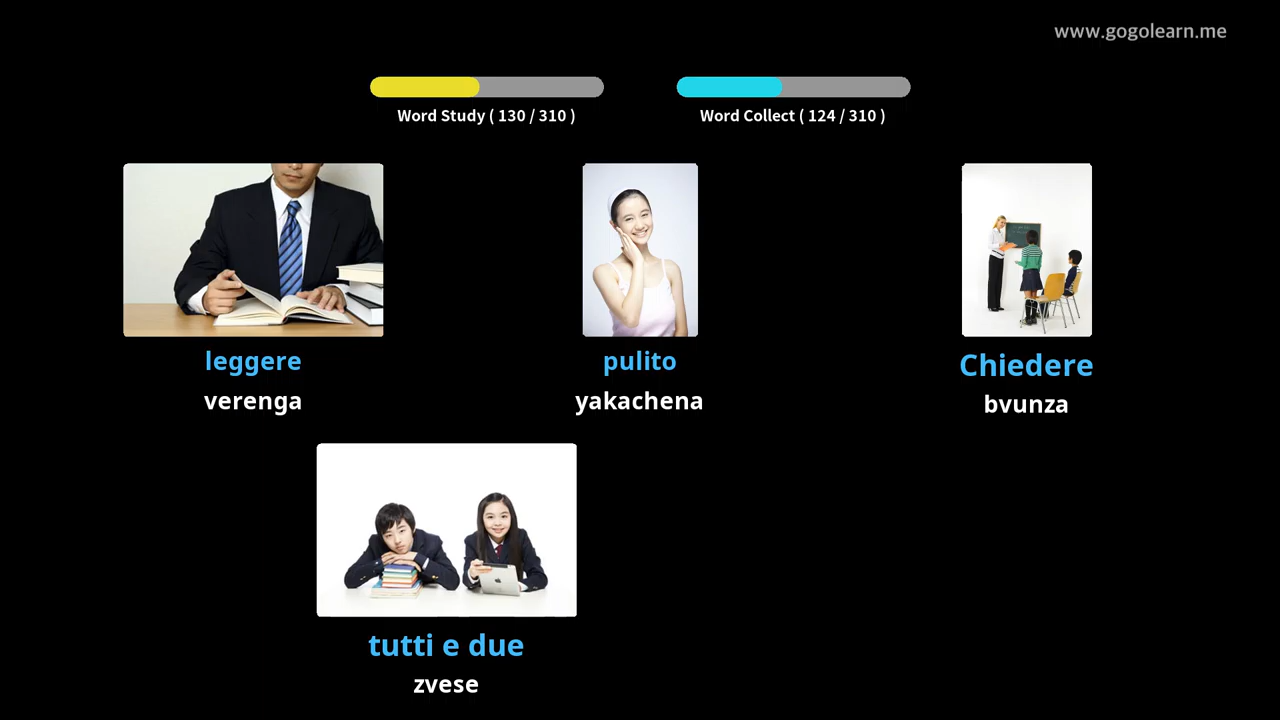 www.gogolearn.me
Word Study ( 130 / 310 )
Word Collect ( 124 / 310 )
leggere
verenga
pulito
yakachena
Chiedere
bvunza
tutti e due
zvese